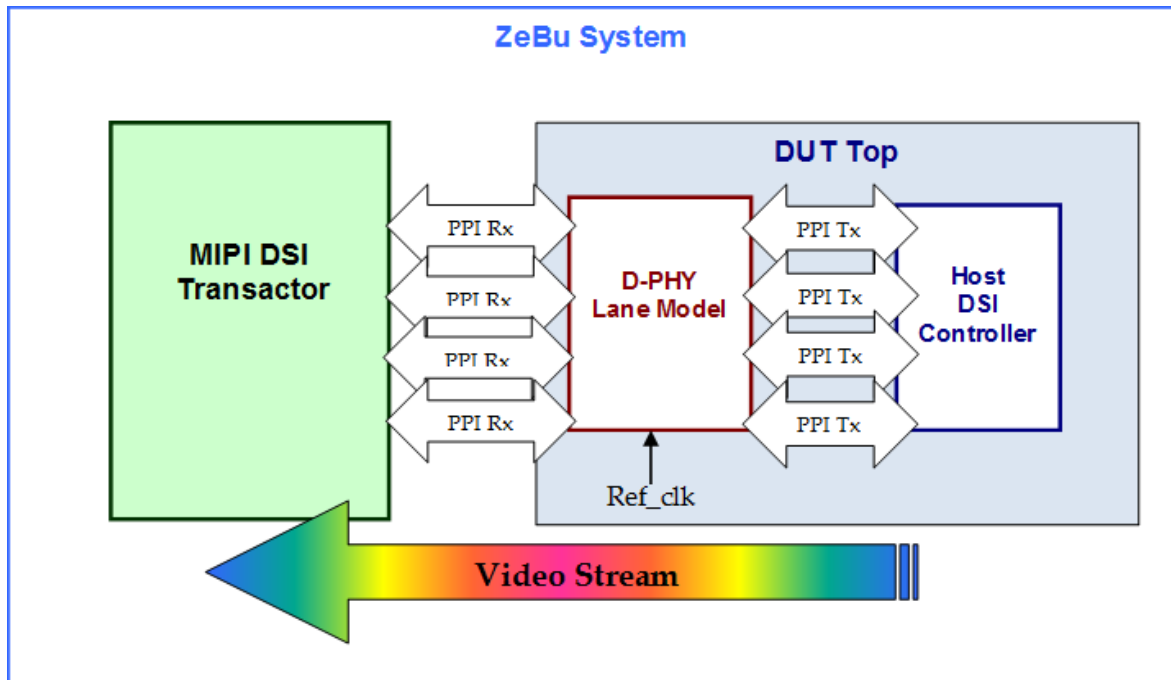 ZeBu System
MIPI DSI
Transactor
DUT Top
PPI Rx
PPI Rx
PPI Rx
PPI Rx
D-PHY
Lane Model
PPI Tx
PPI Tx
PPI Tx
PPI Tx
Host
DSI
Controller
Ref_clk
Video Stream